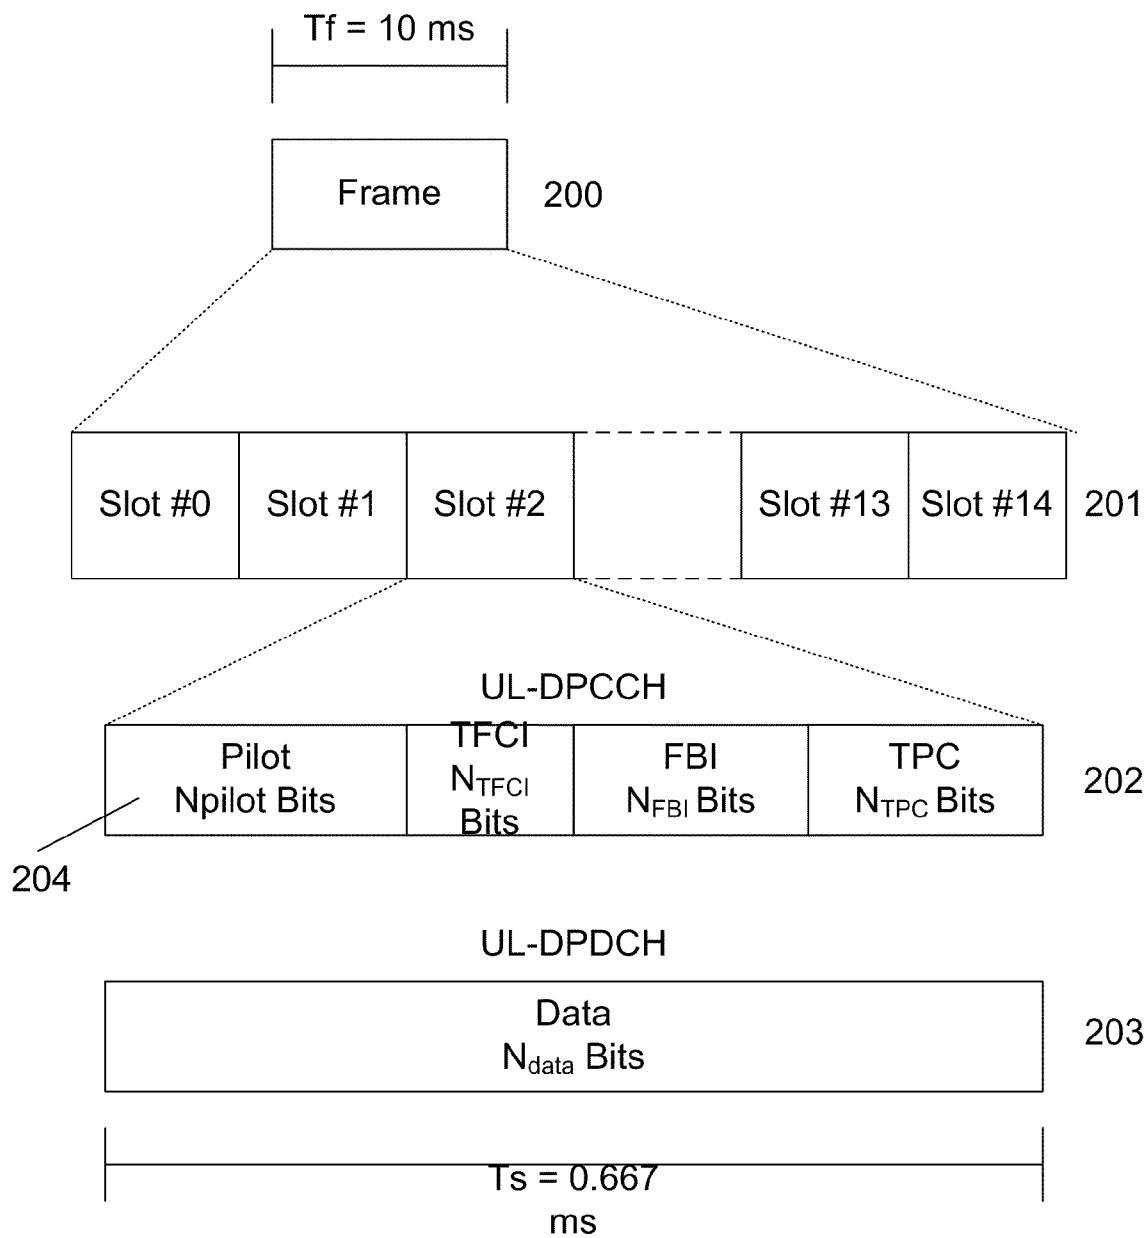 Tf = 10 ms
Frame
200
Slot #0 Slot #1 Slot #2 Slot #13 Slot #14 201
UL-DPCCH
Pilot
Npilot Bits
TFCI
NTFCI
Bits
FBI
NFBI Bits
TPC
NTPC Bits
202
204
UL-DPDCH
Data
Ndata Bits
203
Ts = 0.667
ms